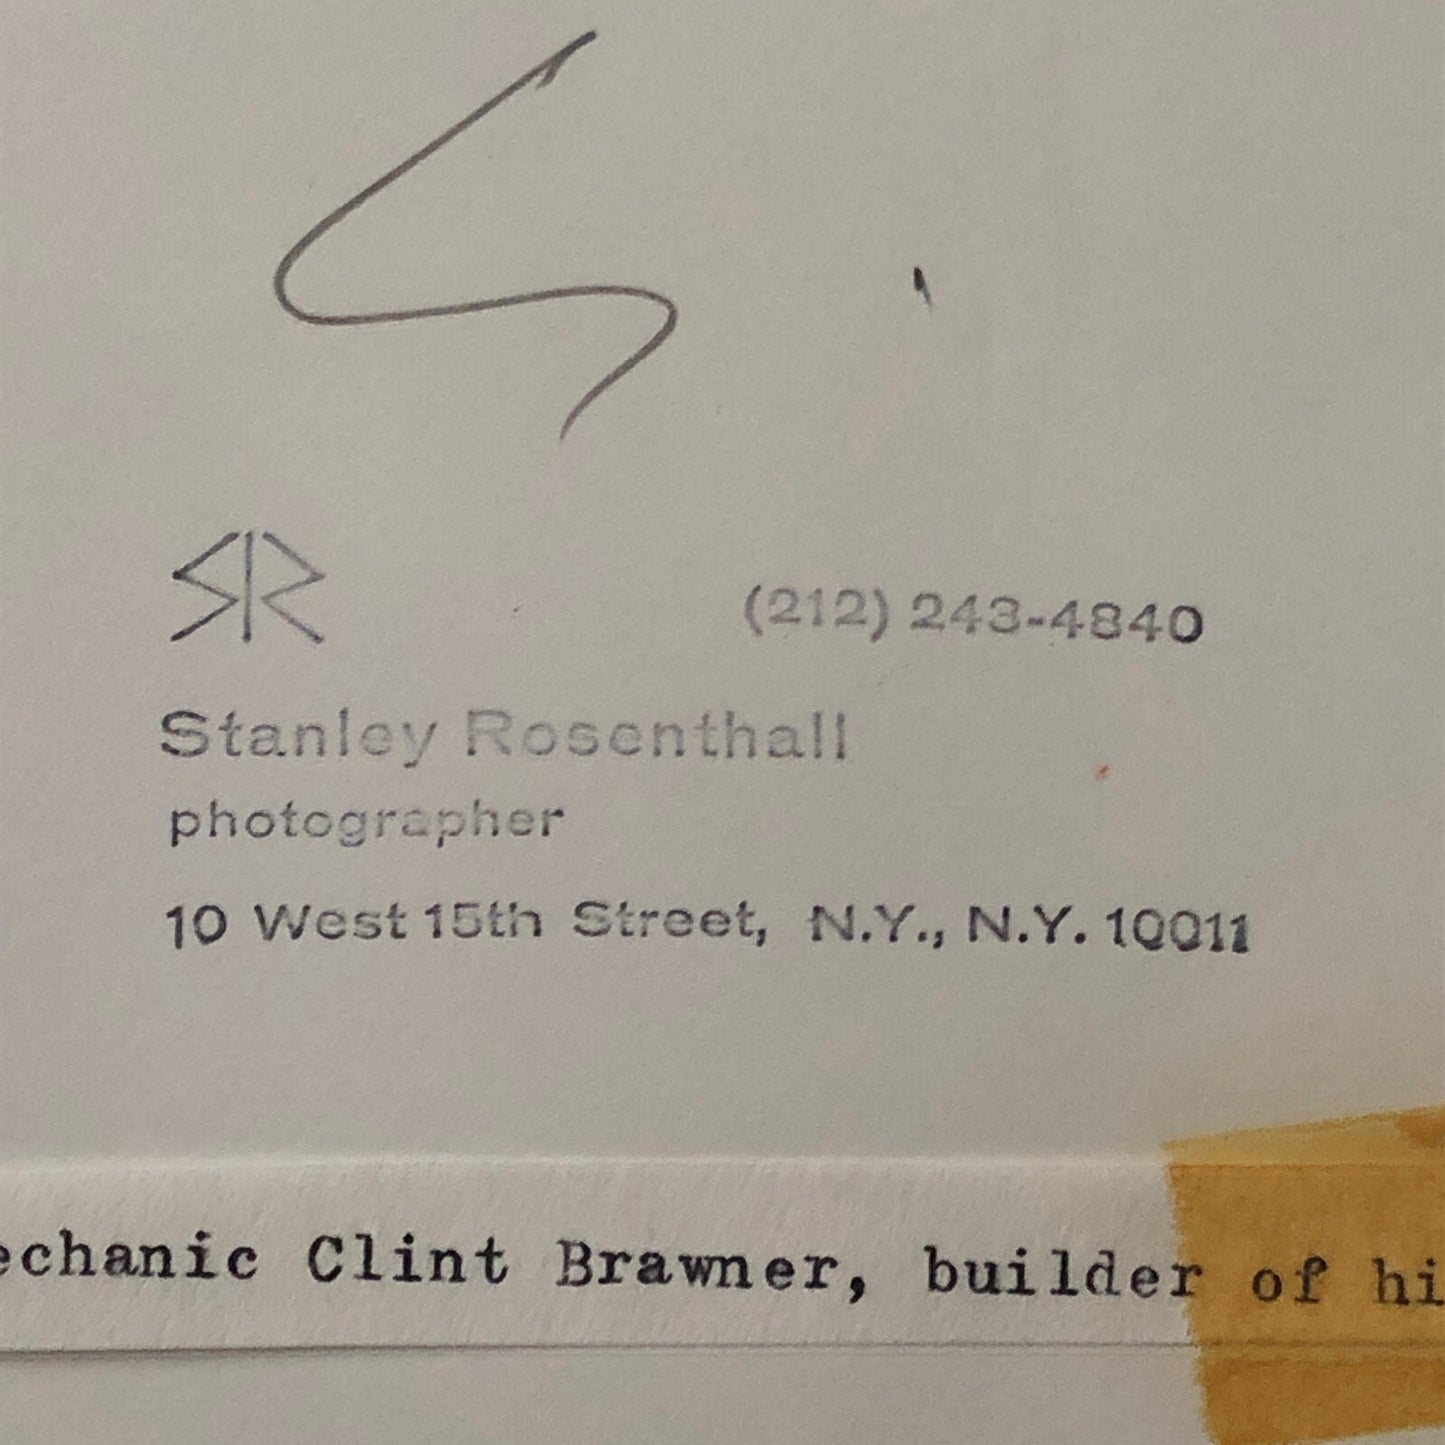 SR
(212) 243-4840
Stanley Rosenthall
photographer
10 West 15th Street, N.Y., N.Y. 10011
echanic Clint Brawner, builder of hi